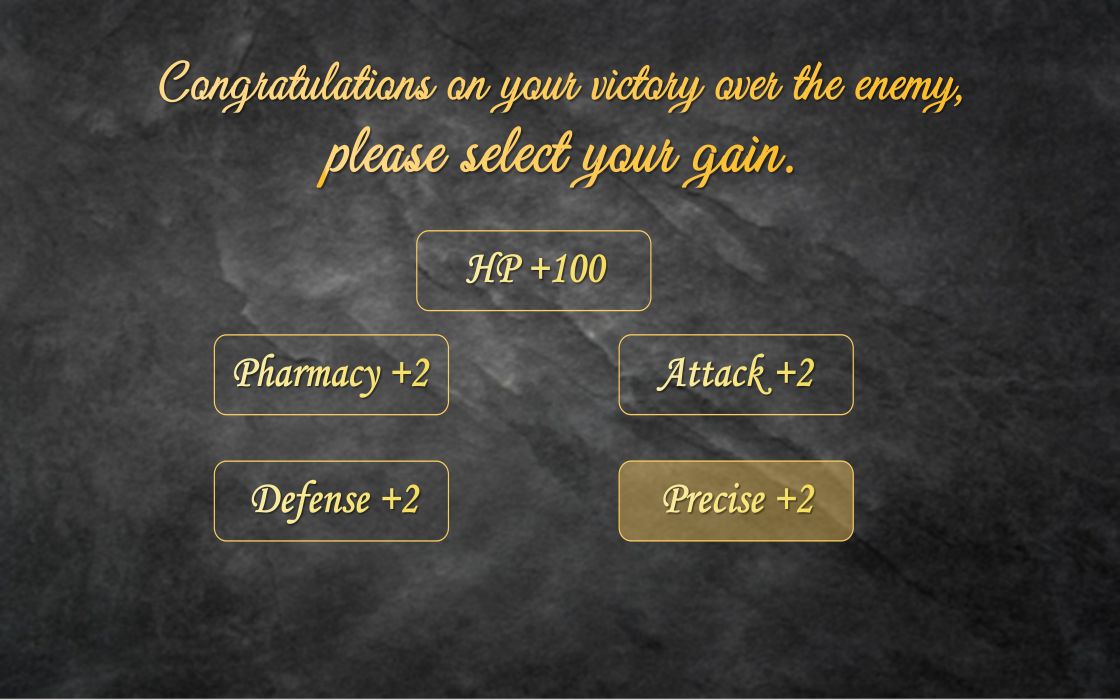 Congratulations on your victory over the enemy,
please select your gain.
HP +100
Pharmacy +2
Attack +2
Defense +2
Precise +2